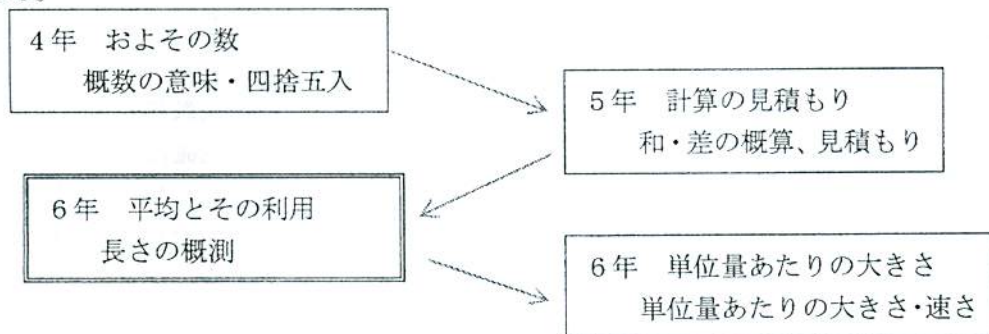 4年 およその数
概数の意味・四捨五入
5年 計算の見積もり
和・差の概算、見積もり
6年 平均とその利用
長さの概測
6年 単位量あたりの大きさ
単位量あたりの大きさ・速さ